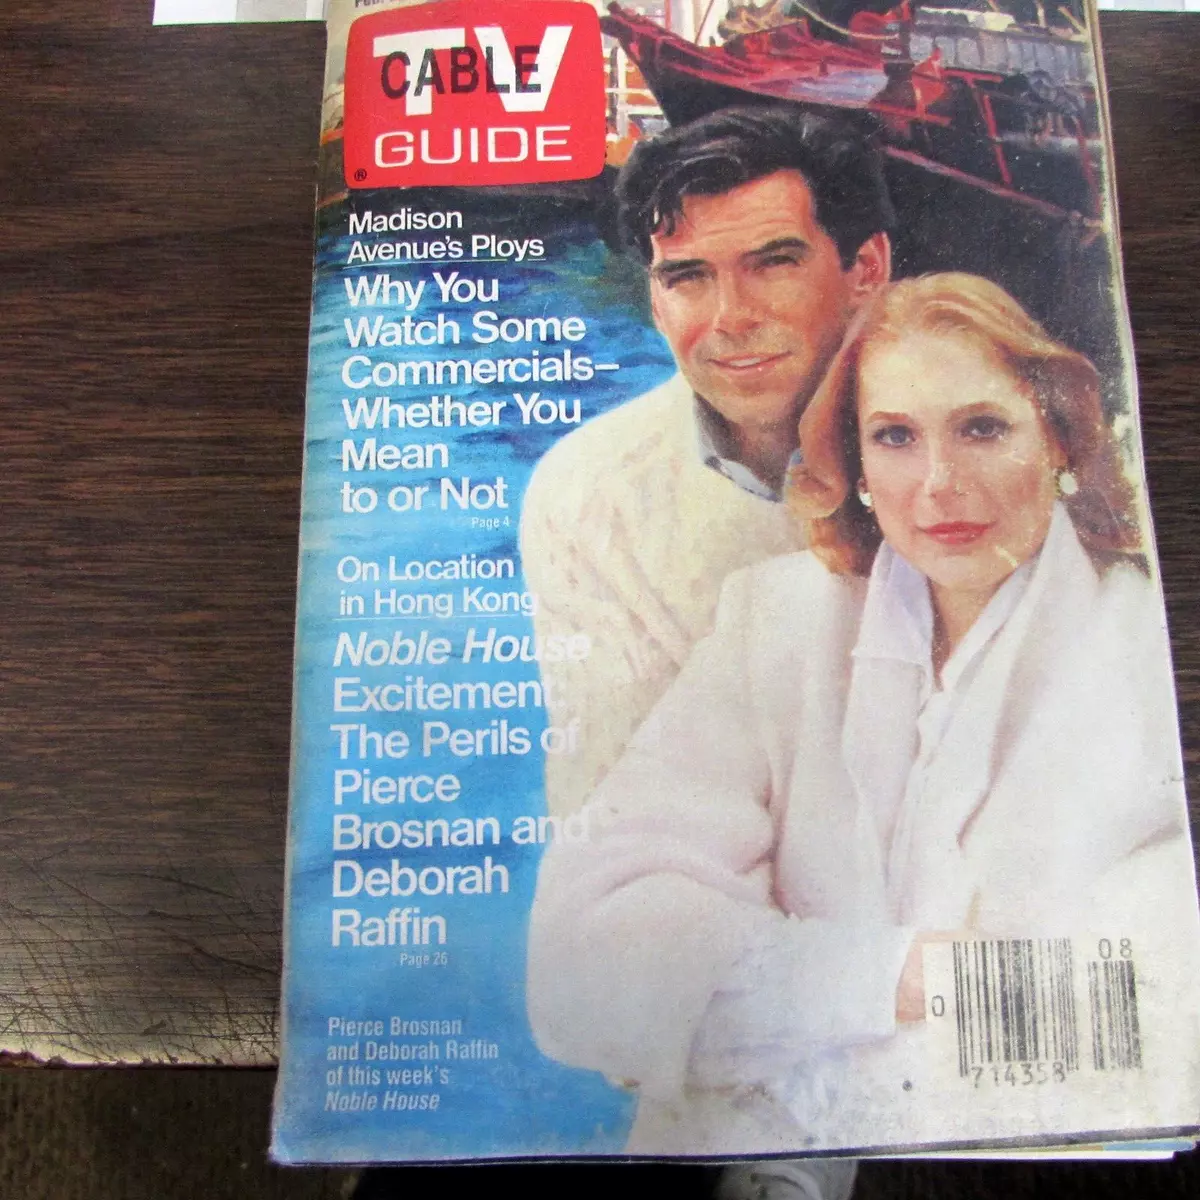 TV
CABLE
GUIDE
®
Madison
Avenue's Ploys
Why You
Watch Some
Commercials–
Whether You
Mean
to or Not
Page 4
On Location
in Hong Kong
Noble House
Excitement:
The Perils of
Pierce
Brosnan and
Deborah
Raffin
Page 26
Pierce Brosnan
and Deborah Raffin
of this week's
Noble House
08
0
714358